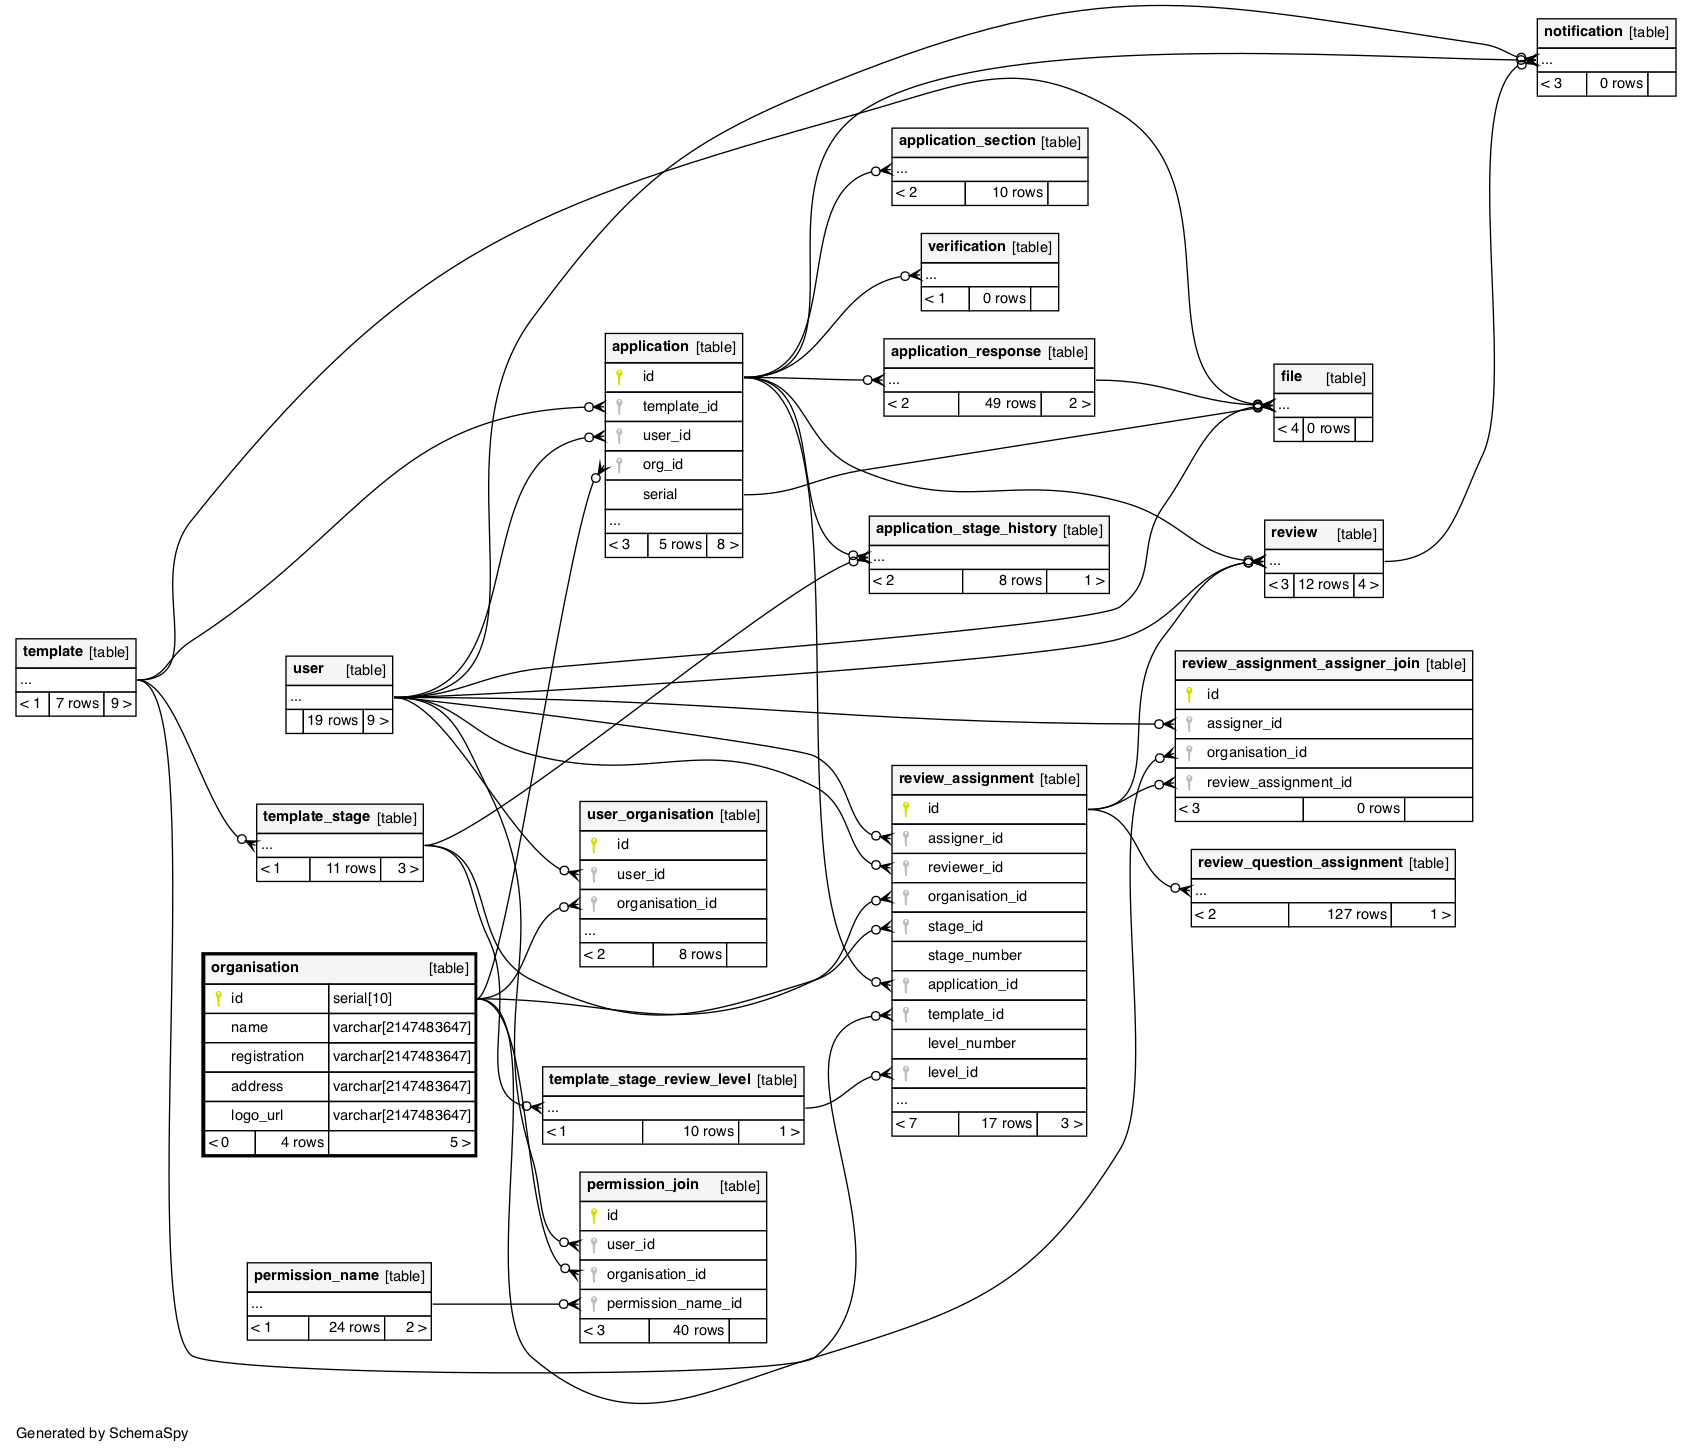 notification [table]
...
< 3 0 rows
application_section [table]
...
< 2 10 rows
verification [table]
...
< 1 0 rows
application [table]
id
template_id
user_id
org_id
serial
...
< 3 5 rows 8 >
application_response [table]
...
< 2 49 rows 2 >
file [table]
...
< 4 0 rows
application_stage_history [table]
...
< 2 8 rows 1 >
review [table]
...
< 3 12 rows 4 >
template [table]
...
< 1 7 rows 9 >
user [table]
...
19 rows 9 >
review_assignment_assigner_join [table]
id
assigner_id
organisation_id
review_assignment_id
< 3 0 rows
template_stage [table]
...
< 1 11 rows 3 >
user_organisation [table]
id
user_id
organisation_id
...
< 2 8 rows
review_assignment [table]
id
assigner_id
reviewer_id
organisation_id
stage_id
stage_number
application_id
template_id
level_number
level_id
...
< 7 17 rows 3 >
review_question_assignment [table]
...
< 2 127 rows 1 >
organisation [table]
id serial[10]
name varchar[2147483647]
registration varchar[2147483647]
address varchar[2147483647]
logo_url varchar[2147483647]
< 0 4 rows 5 >
template_stage_review_level [table]
...
< 1 10 rows 1 >
permission_join [table]
id
user_id
organisation_id
permission_name_id
< 3 40 rows
permission_name [table]
...
< 1 24 rows 2 >
Generated by SchemaSpy